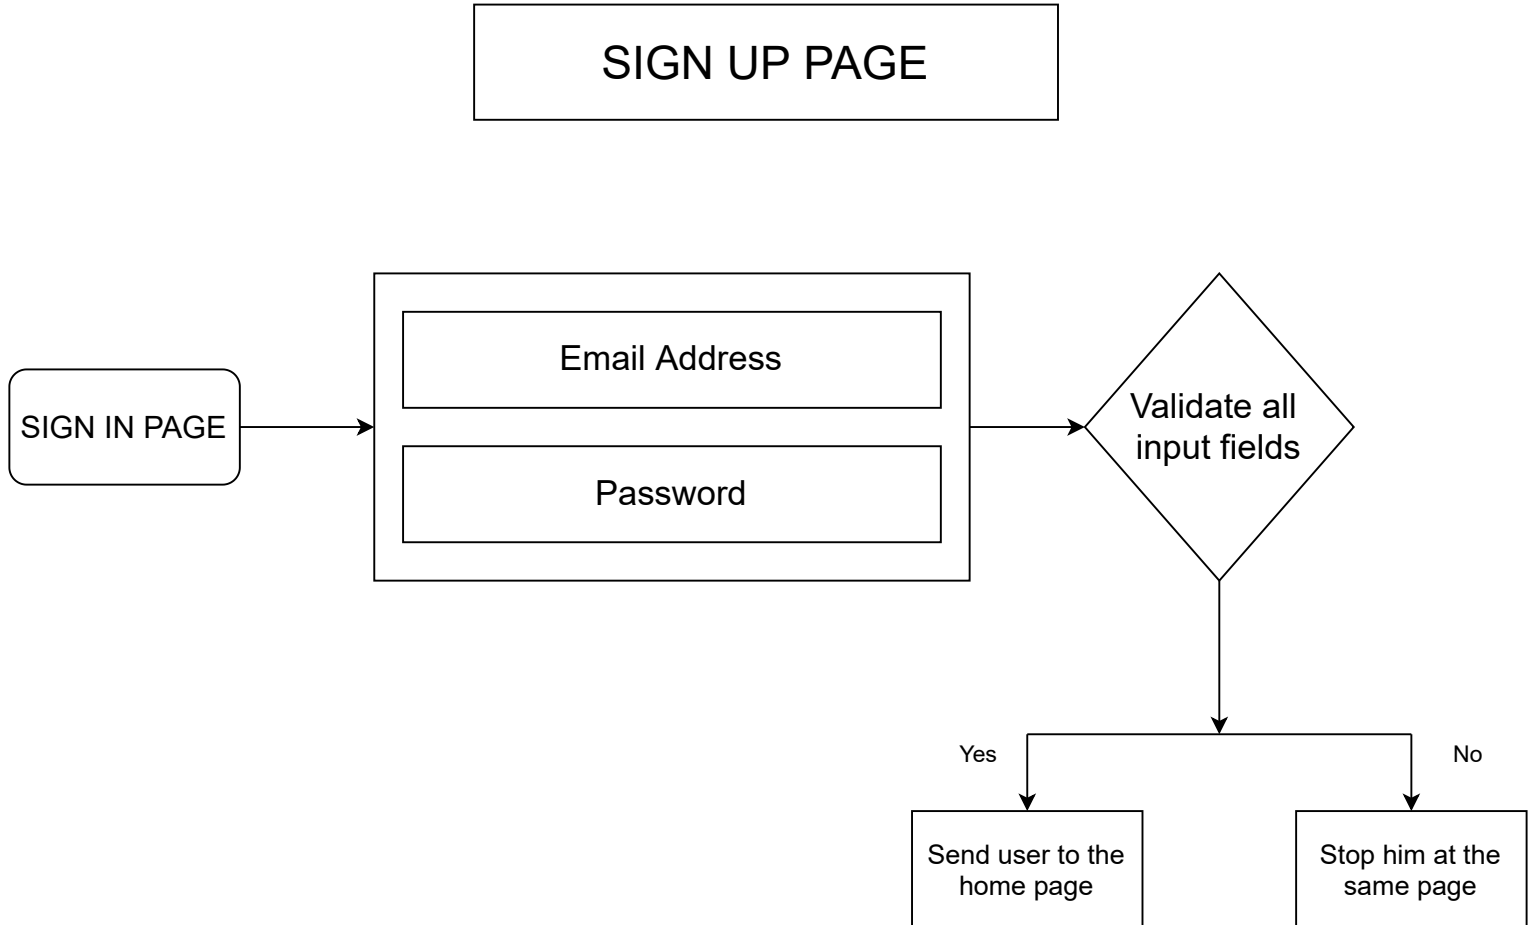 SIGN UP PAGE
SIGN IN PAGE
Email Address
Password
Validate all
input fields
Yes
No
Send user to the
home page
Stop him at the
same page